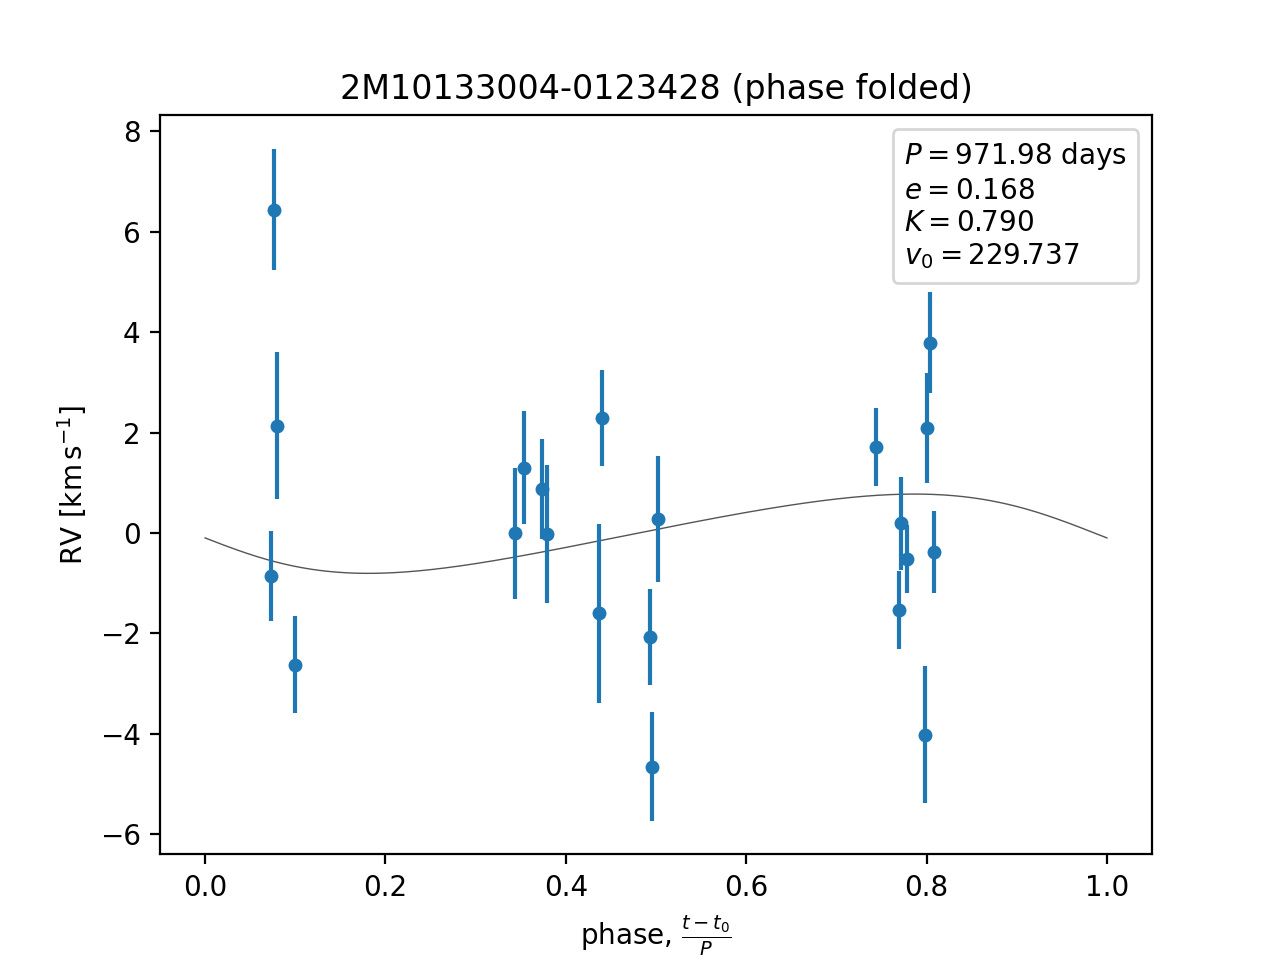 2M10133004-0123428 (phase folded)
P = 971.98 days
e = 0.168
K = 0.790
v₀ = 229.737
RV [km s⁻¹]
8
6
4
2
0
−2
−4
−6
0.0 0.2 0.4 0.6 0.8 1.0
phase, (t − t₀)/P